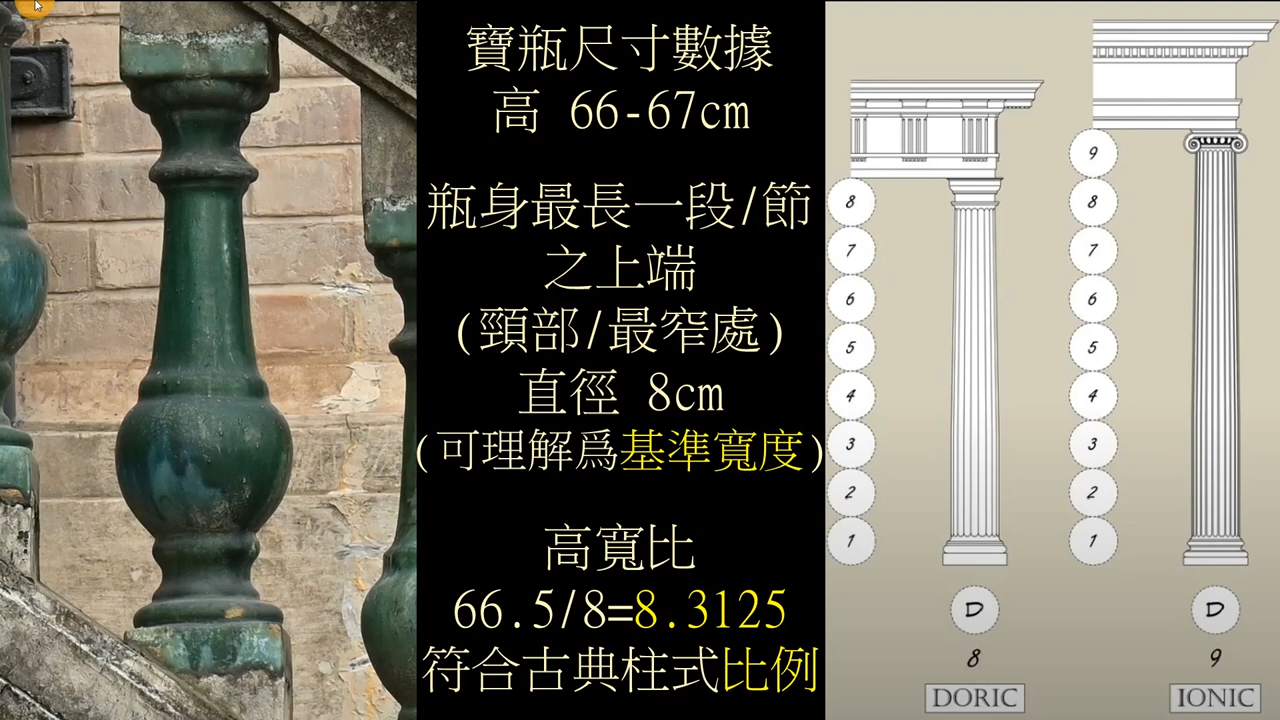 寶瓶尺寸數據
高 66-67cm
瓶身最長一段/節
之上端
(頸部/最窄處)
直徑 8cm
(可理解爲基準寬度)
高寬比
66.5/8=8.3125
符合古典柱式比例
8
7
6
5
4
3
2
1
D
8
DORIC
9
8
7
6
5
4
3
2
1
D
9
IONIC